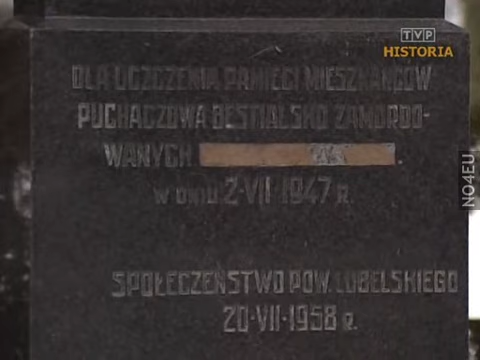 TVP
HISTORIA
DLA UCZCZENIA PAMIĘCI MIESZKAŃCÓW
PUCHACZOWA BESTIALSKO ZAMORDO-
WANYCH .
W DNIU 2-VII-1947 R.
SPOŁECZEŃSTWO POW. LUBELSKIEGO
20-VII-1958 R.
NO4EU